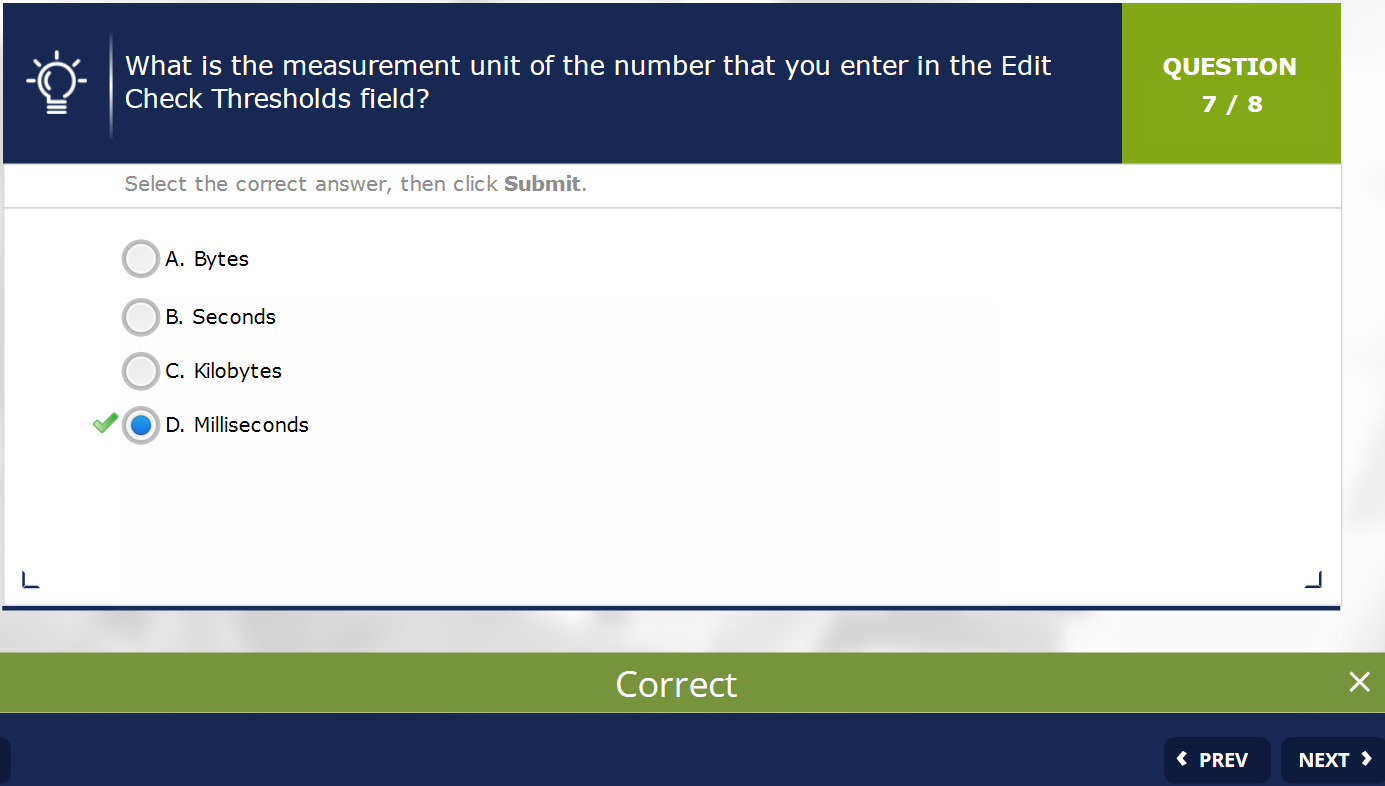 What is the measurement unit of the number that you enter in the Edit
Check Thresholds field?
QUESTION
7 / 8
Select the correct answer, then click Submit.
A. Bytes
B. Seconds
C. Kilobytes
D. Milliseconds
Correct
PREV
NEXT